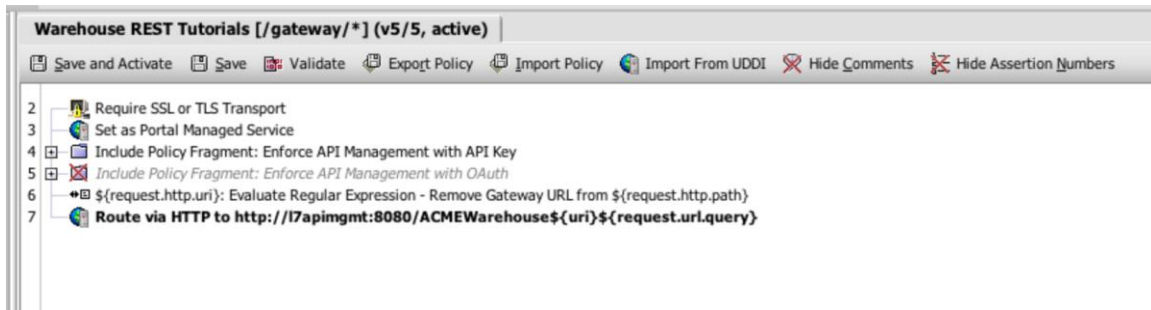 Warehouse REST Tutorials [/gateway/*] (v5/5, active)
Save and Activate Save Validate Export Policy Import Policy Import From UDDI Hide Comments Hide Assertion Numbers
2 Require SSL or TLS Transport
3 Set as Portal Managed Service
4 Include Policy Fragment: Enforce API Management with API Key
5 Include Policy Fragment: Enforce API Management with OAuth
6 ${request.http.uri}: Evaluate Regular Expression - Remove Gateway URL from ${request.http.path}
7 Route via HTTP to http://l7apimgmt:8080/ACMEWarehouse${uri}${request.url.query}